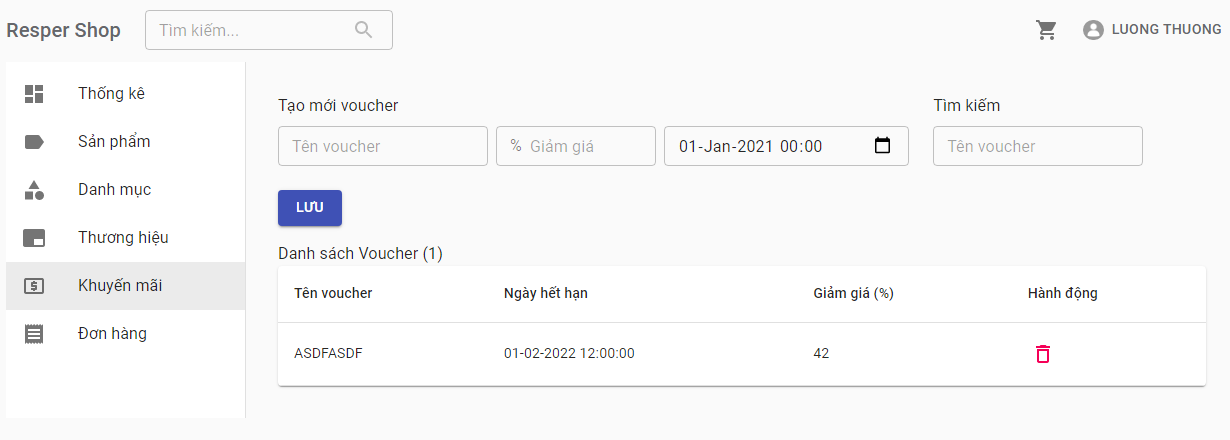 Resper Shop
Tìm kiếm...
LUONG THUONG
Thống kê
Sản phẩm
Danh mục
Thương hiệu
Khuyến mãi
Đơn hàng
Tạo mới voucher
Tìm kiếm
Tên voucher
% Giảm giá
01-Jan-2021 00:00
Tên voucher
LƯU
Danh sách Voucher (1)
Tên voucher Ngày hết hạn Giảm giá (%) Hành động
ASDFASDF 01-02-2022 12:00:00 42